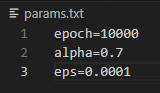 params.txt
1 epoch=10000
2 alpha=0.7
3 eps=0.0001